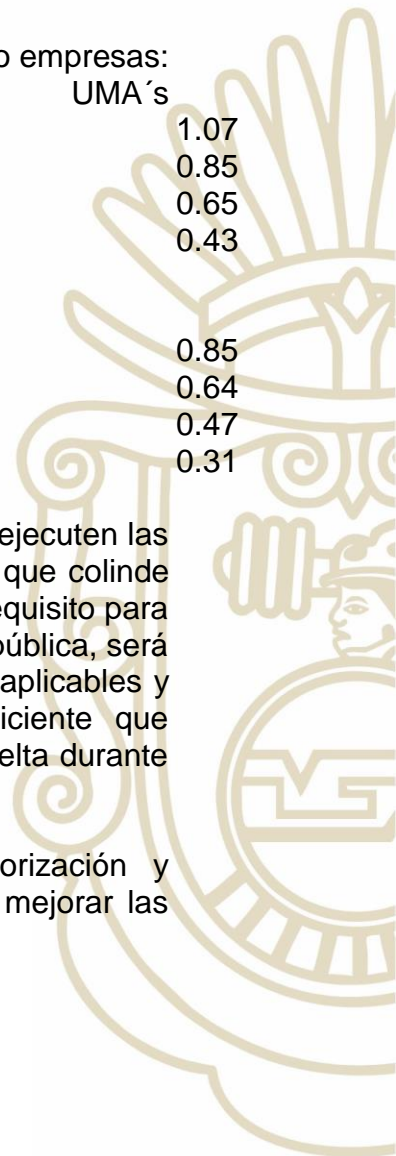 o empresas:
UMA´s
1.07
0.85
0.65
0.43
0.85
0.64
0.47
0.31
ejecuten las
que colinde
equisito para
pública, será
aplicables y
iciente que
elta durante
orización y
mejorar las